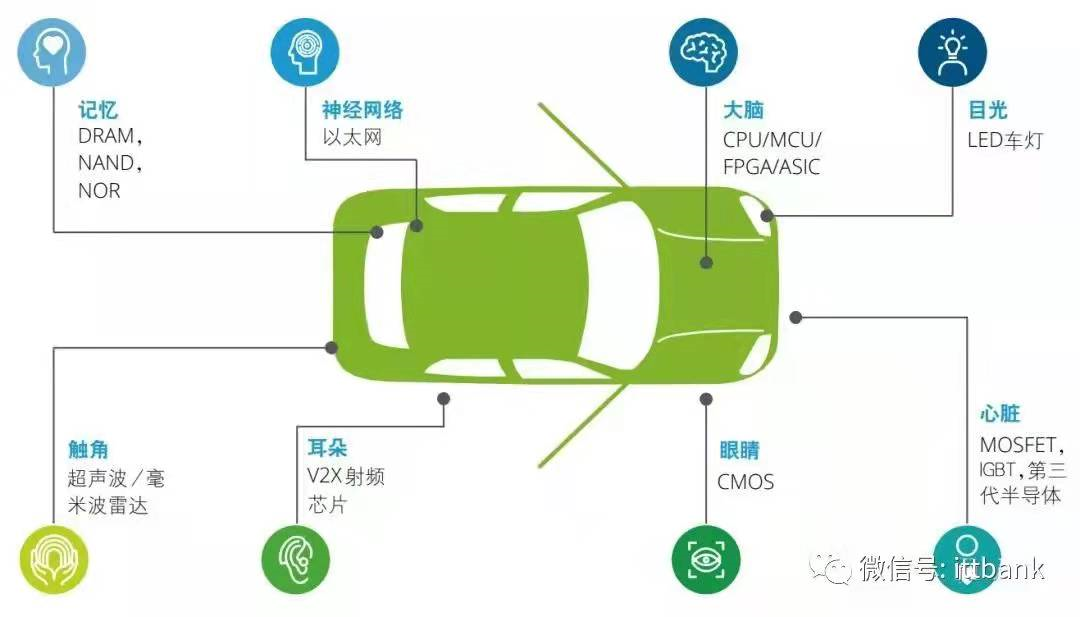 记忆
DRAM，
NAND，
NOR
神经网络
以太网
大脑
CPU/MCU/
FPGA/ASIC
目光
LED车灯
触角
超声波／毫
米波雷达
耳朵
V2X射频
芯片
眼睛
CMOS
心脏
MOSFET，
IGBT，第三
代半导体
微信号: ittbank